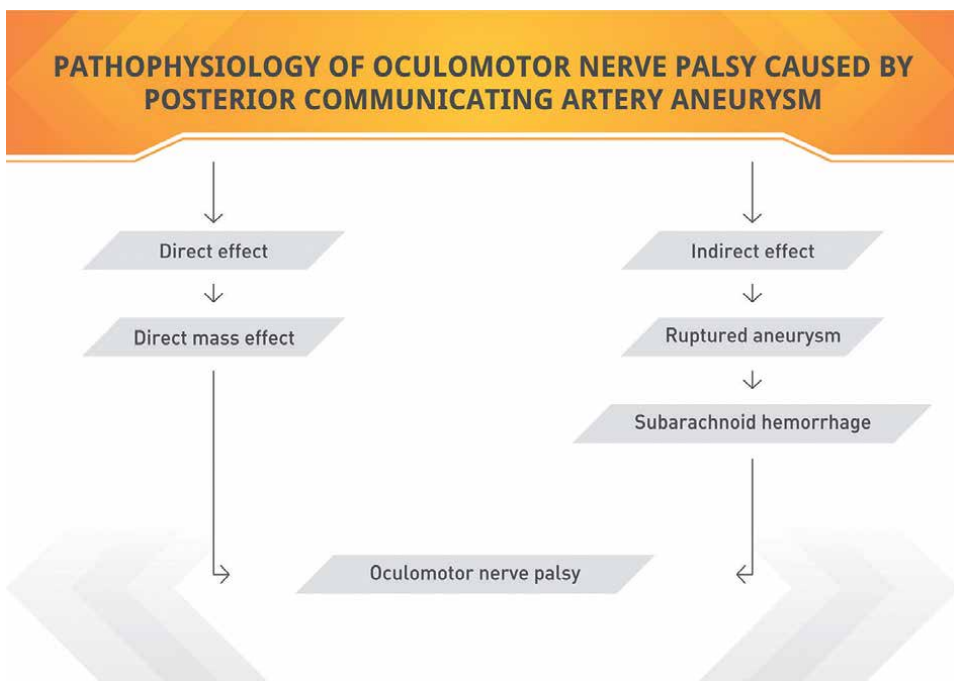 PATHOPHYSIOLOGY OF OCULOMOTOR NERVE PALSY CAUSED BY
POSTERIOR COMMUNICATING ARTERY ANEURYSM
Direct effect
Indirect effect
Direct mass effect
Ruptured aneurysm
Subarachnoid hemorrhage
Oculomotor nerve palsy